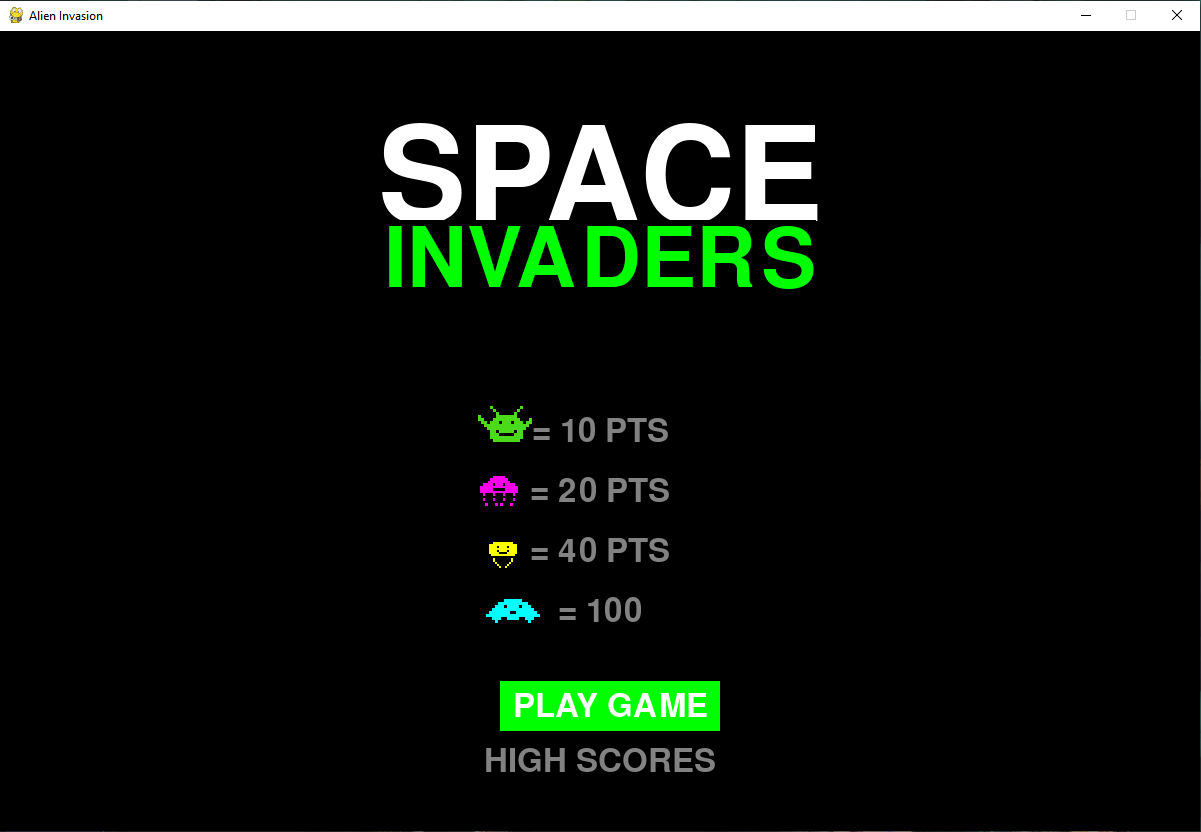 Alien Invasion
SPACE
INVADERS
= 10 PTS
= 20 PTS
= 40 PTS
= 100
PLAY GAME
HIGH SCORES